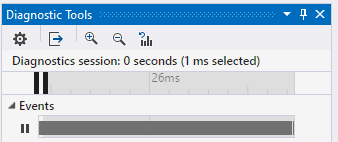 Diagnostic Tools
Diagnostics session: 0 seconds (1 ms selected)
26ms
Events